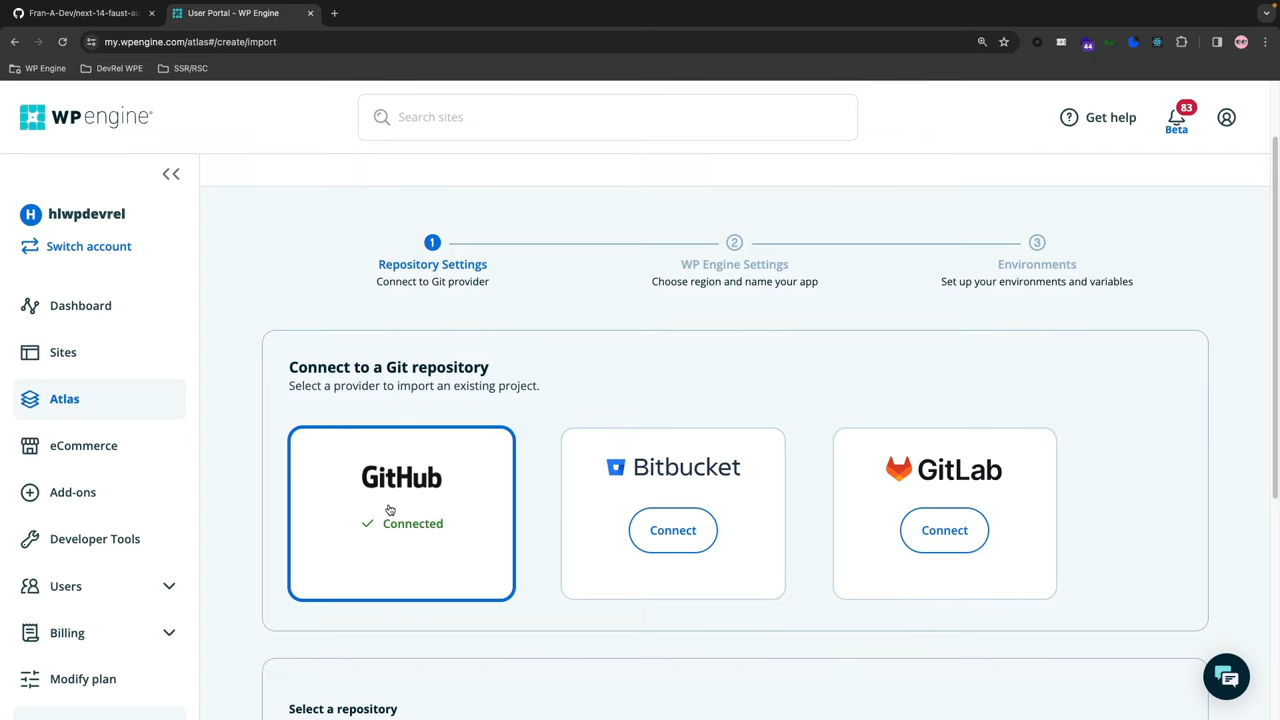 Fran-A-Dev/next-14-faust-au
User Portal - WP Engine
my.wpengine.com/atlas#/create/import
44
WP Engine
DevRel WPE
SSR/RSC
WP engine®
Search sites
Get help
83
Beta
H
hlwpdevrel
Switch account
Dashboard
Sites
Atlas
eCommerce
Add-ons
Developer Tools
Users
Billing
Modify plan
1
2
3
Repository Settings
WP Engine Settings
Environments
Connect to Git provider
Choose region and name your app
Set up your environments and variables
Connect to a Git repository
Select a provider to import an existing project.
GitHub
Connected
Bitbucket
Connect
GitLab
Connect
Select a repository